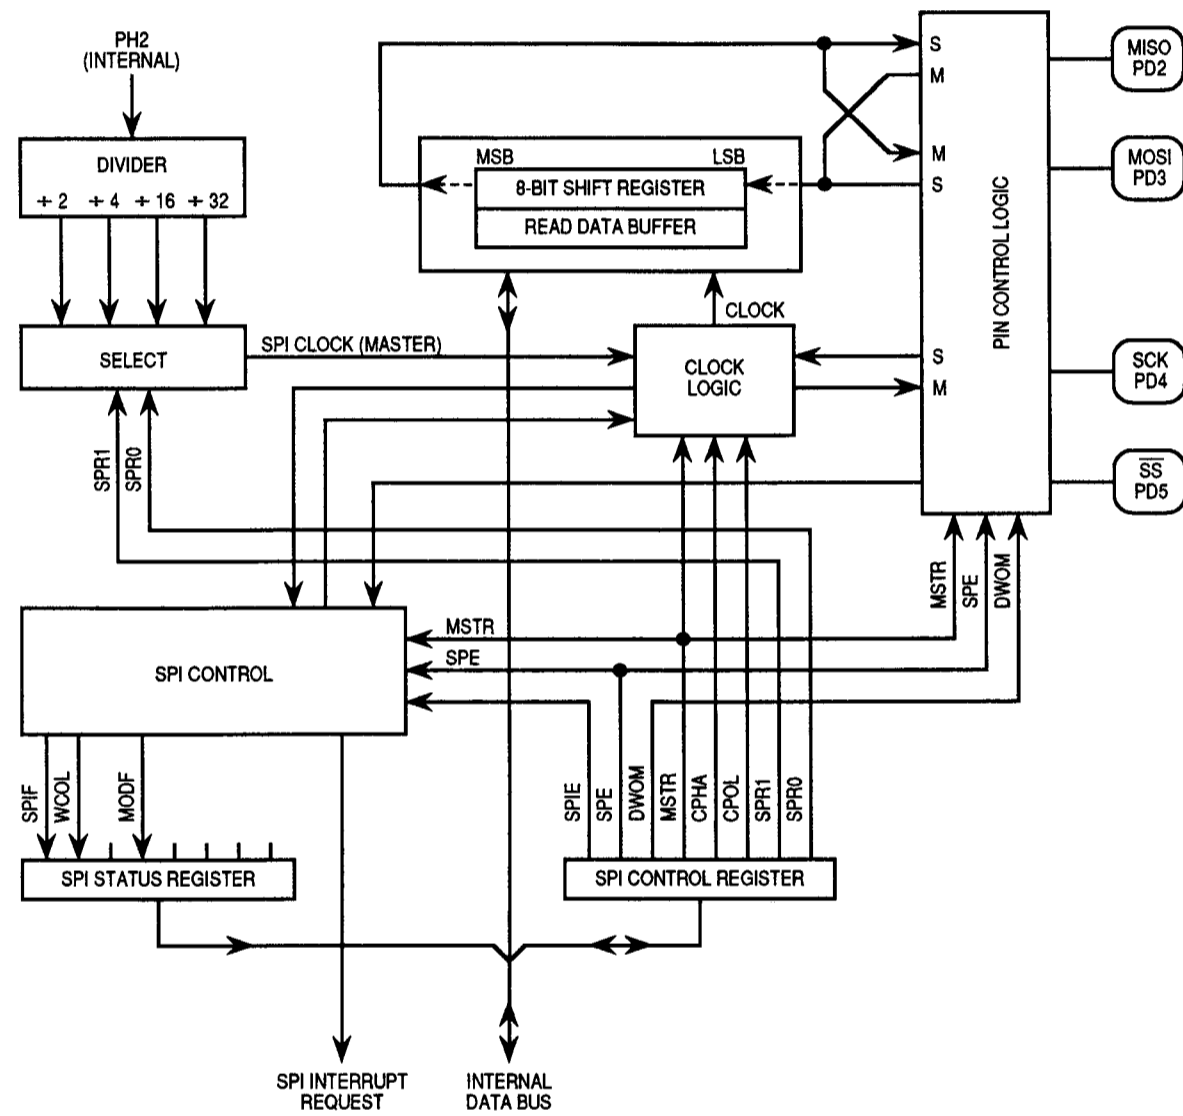 PH2
(INTERNAL)
DIVIDER
÷ 2 ÷ 4 ÷ 16 ÷ 32
SELECT
SPR1
SPR0
SPI CLOCK (MASTER)
MSB LSB
8-BIT SHIFT REGISTER
READ DATA BUFFER
CLOCK
CLOCK
LOGIC
S
M
M
S
S
M
PIN CONTROL LOGIC
MISO
PD2
MOSI
PD3
SCK
PD4
S̅S̅
PD5
MSTR
SPE
DWOM
SPI CONTROL
MSTR
SPE
SPIF
WCOL
MODF
SPI STATUS REGISTER
SPIE
SPE
DWOM
MSTR
CPHA
CPOL
SPR1
SPR0
SPI CONTROL REGISTER
SPI INTERRUPT
REQUEST
INTERNAL
DATA BUS